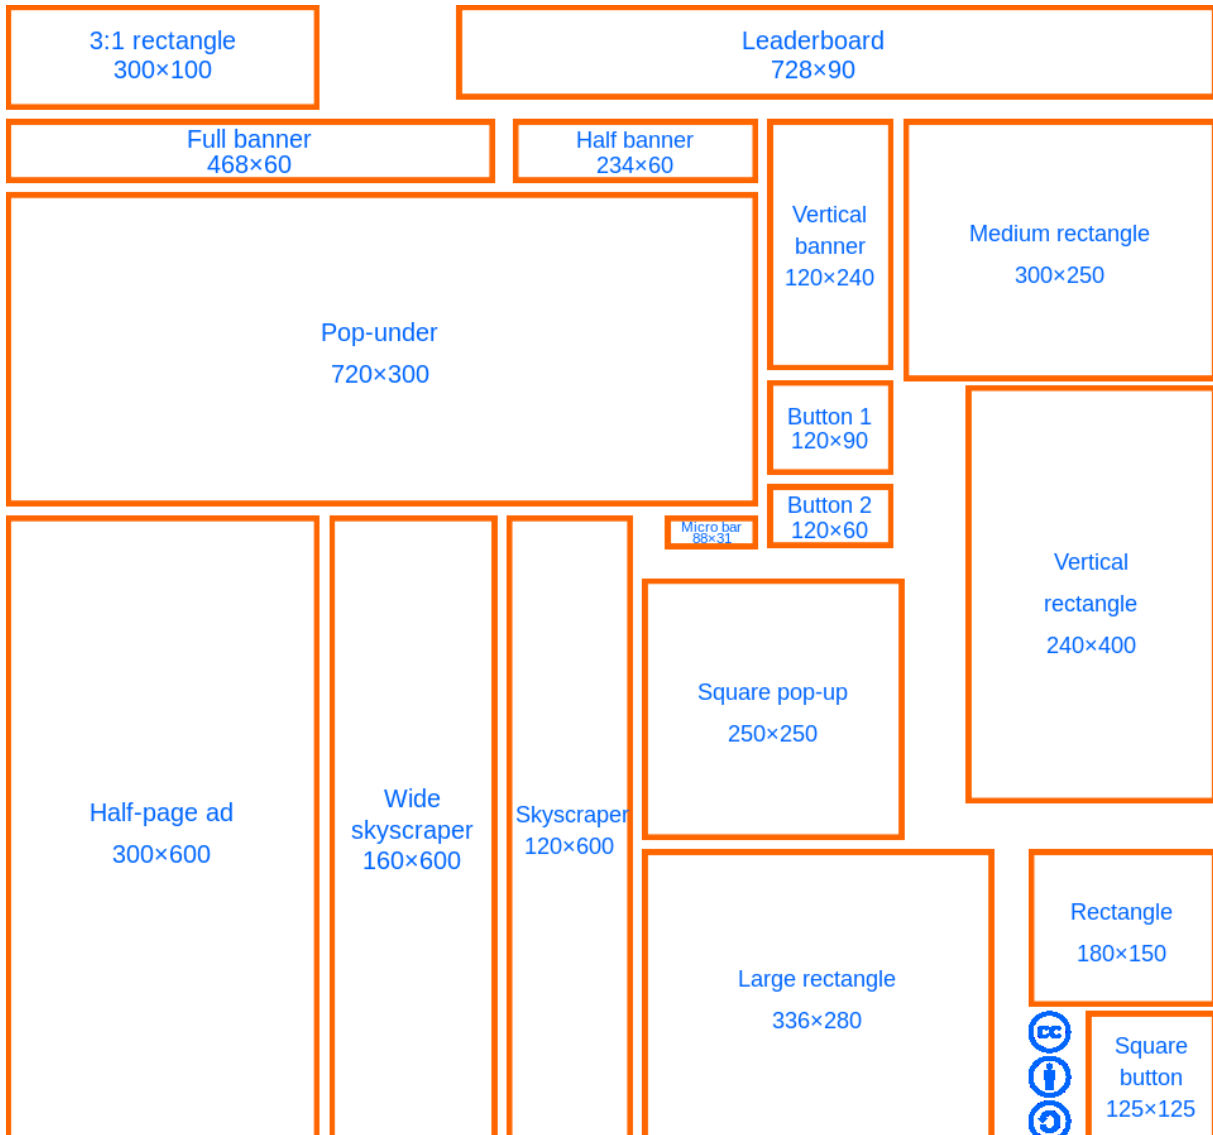 3:1 rectangle
300×100
Leaderboard
728×90
Full banner
468×60
Half banner
234×60
Vertical
banner
120×240
Medium rectangle
300×250
Pop-under
720×300
Button 1
120×90
Button 2
120×60
Micro bar
88×31
Vertical
rectangle
240×400
Square pop-up
250×250
Half-page ad
300×600
Wide
skyscraper
160×600
Skyscraper
120×600
Rectangle
180×150
Large rectangle
336×280
cc
Square
button
125×125